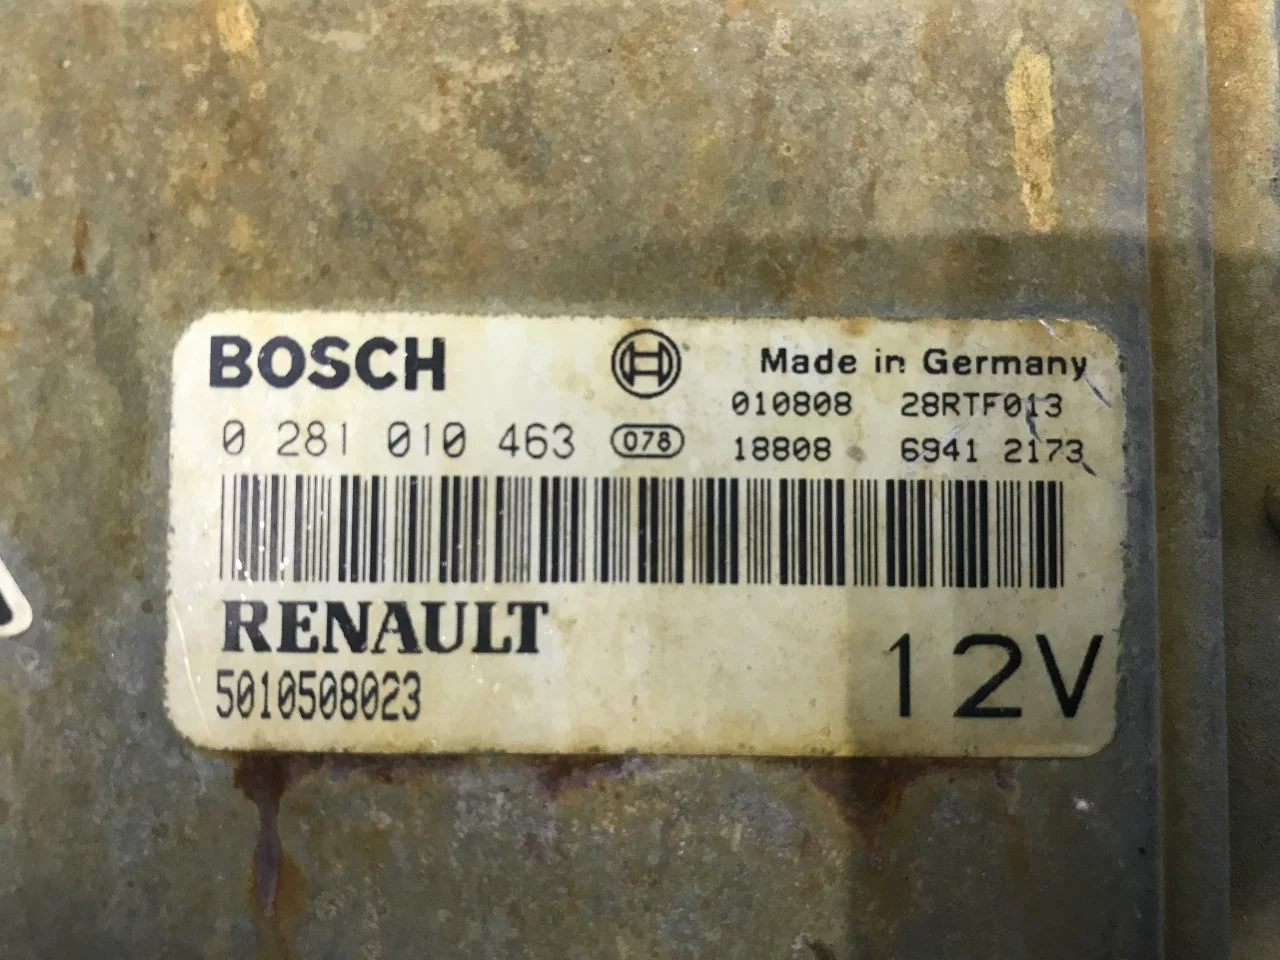 BOSCH
Made in Germany
010808 28RTF013
0 281 010 463 078
18808 6941 2173
RENAULT
5010508023
12V